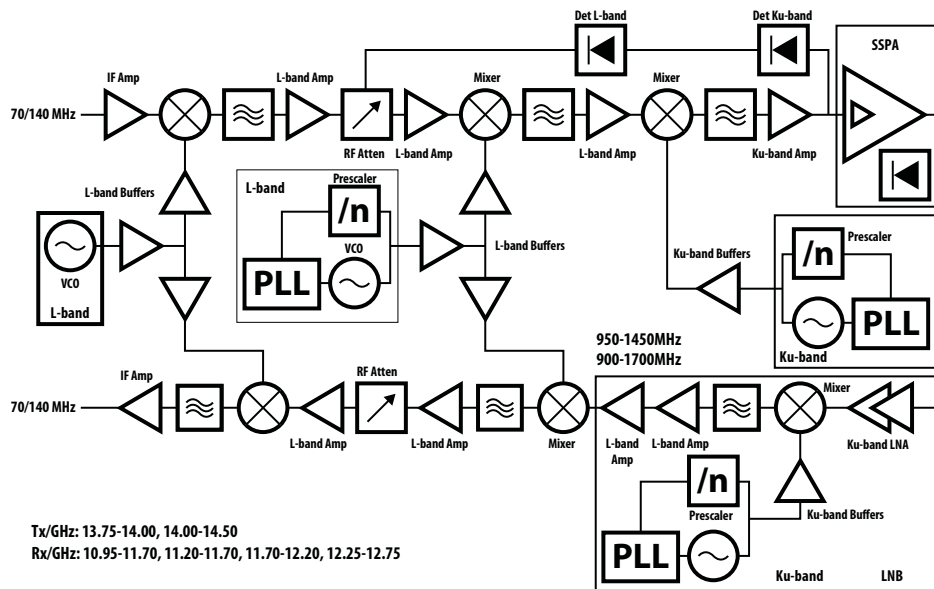 Det L-band
Det Ku-band
SSPA
IF Amp
L-band Amp
Mixer
Mixer
70/140 MHz
RF Atten
L-band Amp
L-band Amp
Ku-band Amp
L-band Buffers
L-band
Prescaler
/n
VCO
PLL
L-band Buffers
VCO
L-band
Ku-band Buffers
Prescaler
/n
PLL
Ku-band
950-1450MHz
900-1700MHz
IF Amp
RF Atten
70/140 MHz
L-band Amp
L-band Amp
Mixer
Mixer
L-band
Amp
L-band Amp
Ku-band LNA
/n
Prescaler
Ku-band Buffers
PLL
Ku-band
LNB
Tx/GHz: 13.75-14.00, 14.00-14.50
Rx/GHz: 10.95-11.70, 11.20-11.70, 11.70-12.20, 12.25-12.75